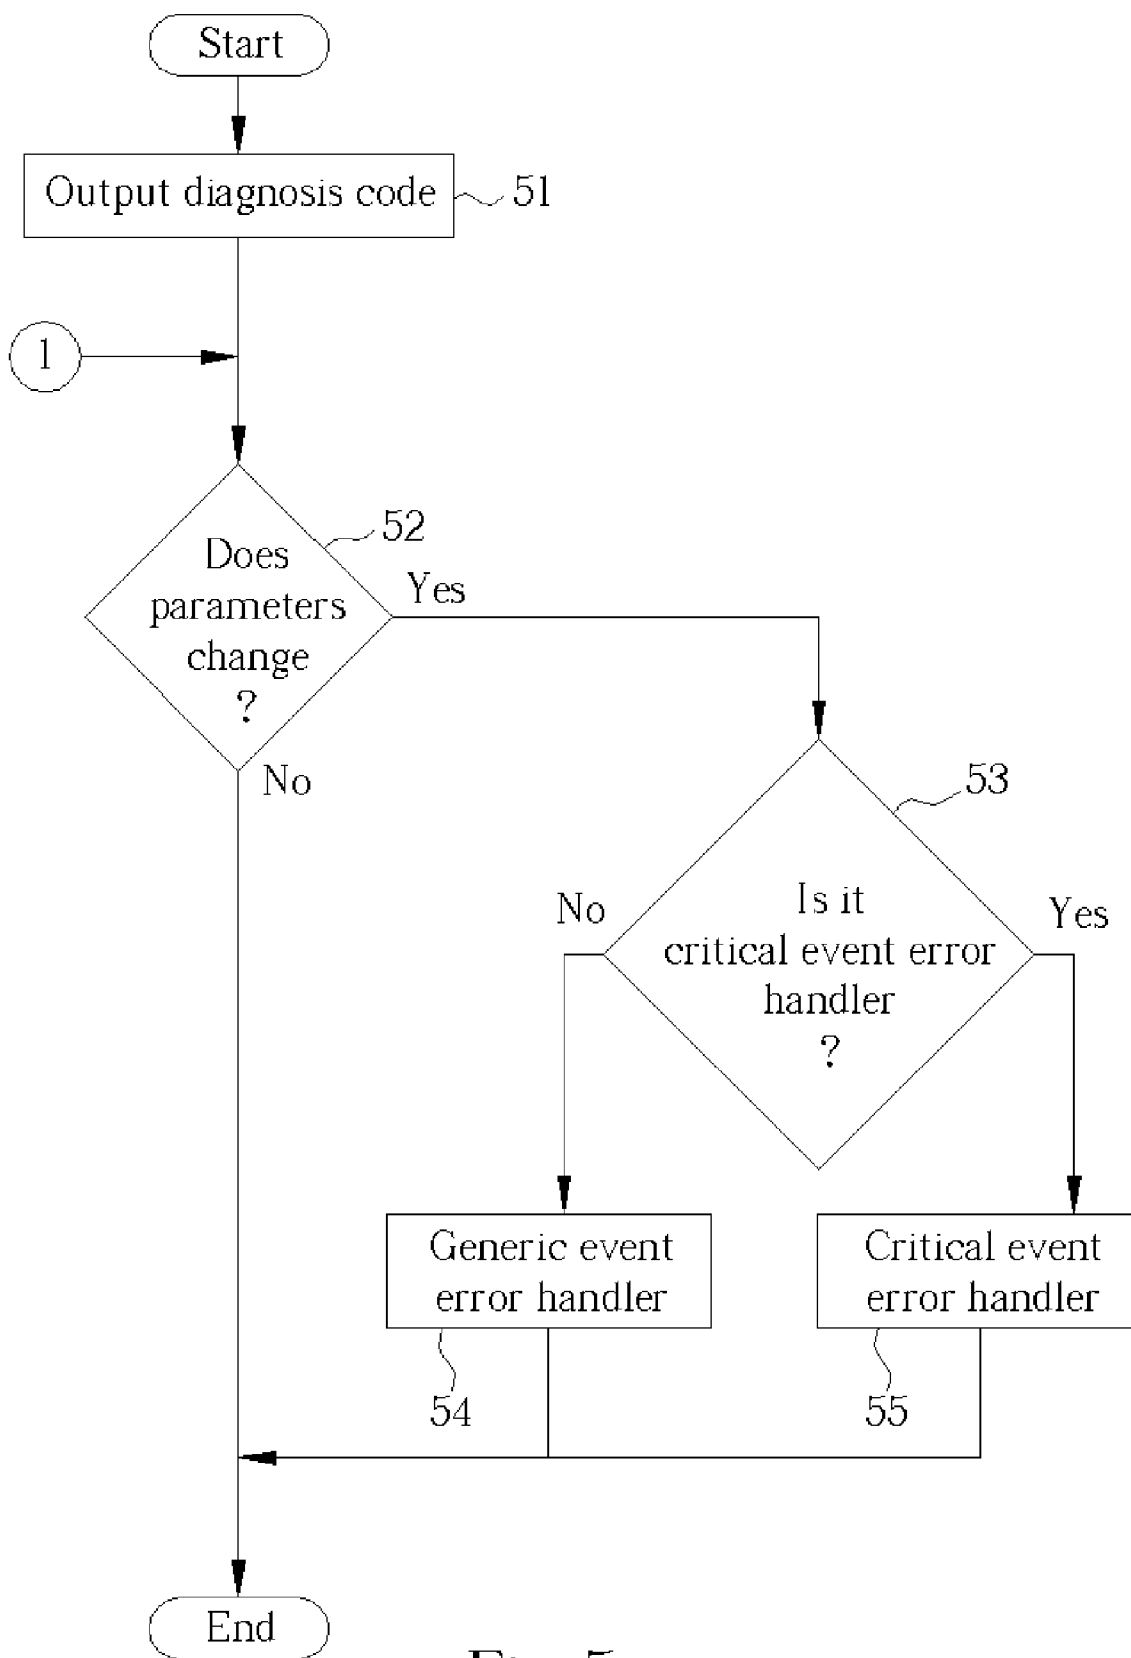 Start
Output diagnosis code
51
1
52
Does
parameters
change
?
Yes
No
53
Is it
critical event error
handler
?
No
Yes
Generic event
error handler
Critical event
error handler
54
55
End